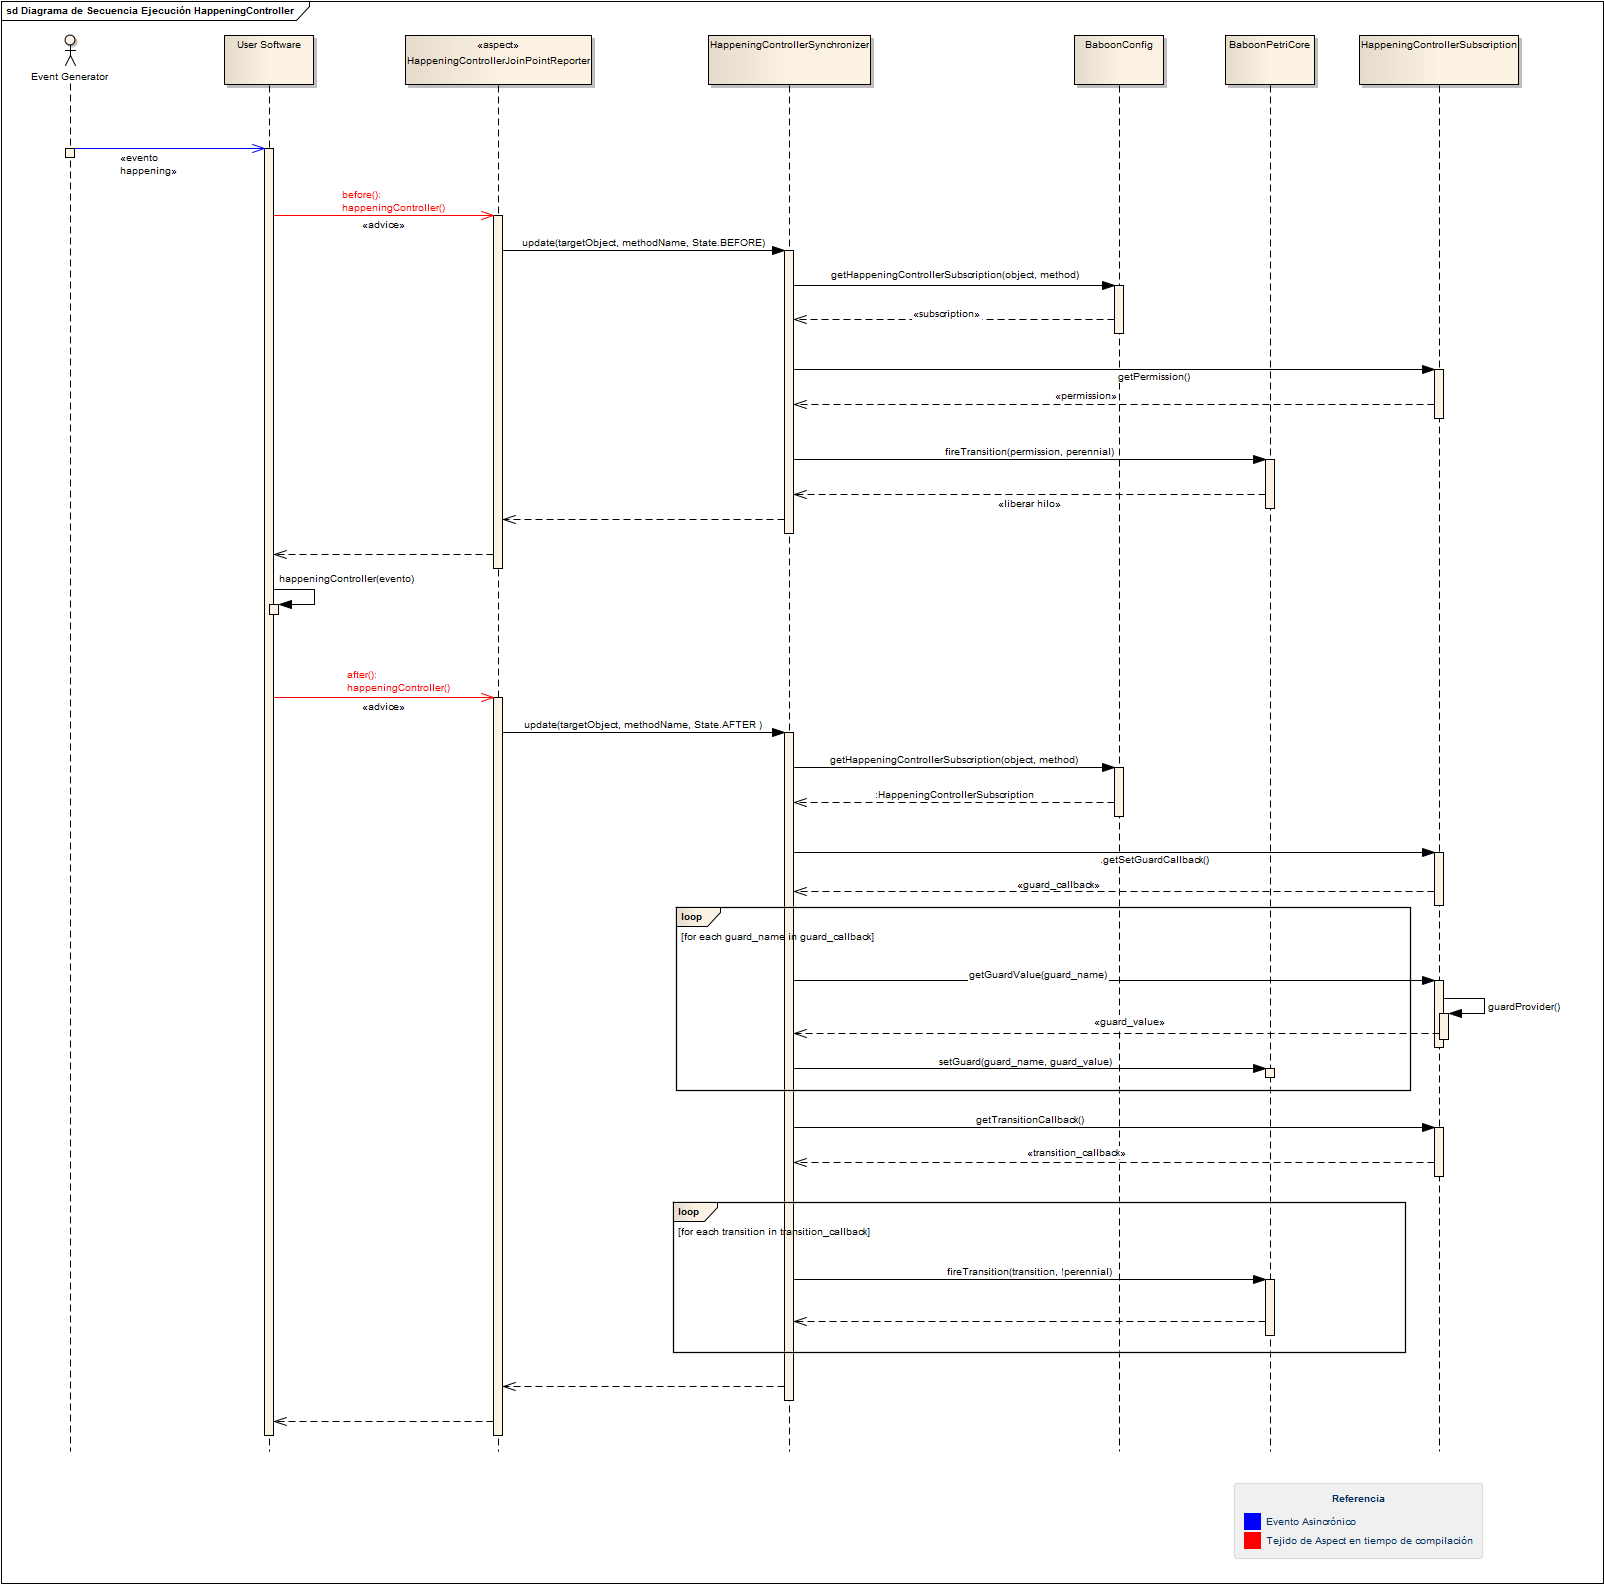 sd Diagrama de Secuencia Ejecución HappeningController
Event Generator
User Software
«aspect»
HappeningControllerJoinPointReporter
HappeningControllerSynchronizer
BaboonConfig
BaboonPetriCore
HappeningControllerSubscription
«evento
happening»
before():
happeningController()
«advice»
update(targetObject, methodName, State.BEFORE)
getHappeningControllerSubscription(object, method)
«subscription»
getPermission()
«permission»
fireTransition(permission, perennial)
«liberar hilo»
happeningController(evento)
after():
happeningController()
«advice»
update(targetObject, methodName, State.AFTER )
getHappeningControllerSubscription(object, method)
:HappeningControllerSubscription
.getSetGuardCallback()
«guard_callback»
loop
[for each guard_name in guard_callback]
getGuardValue(guard_name)
guardProvider()
«guard_value»
setGuard(guard_name, guard_value)
getTransitionCallback()
«transition_callback»
loop
[for each transition in transition_callback]
fireTransition(transition, !perennial)
Referencia
Evento Asincrónico
Tejido de Aspect en tiempo de compilación